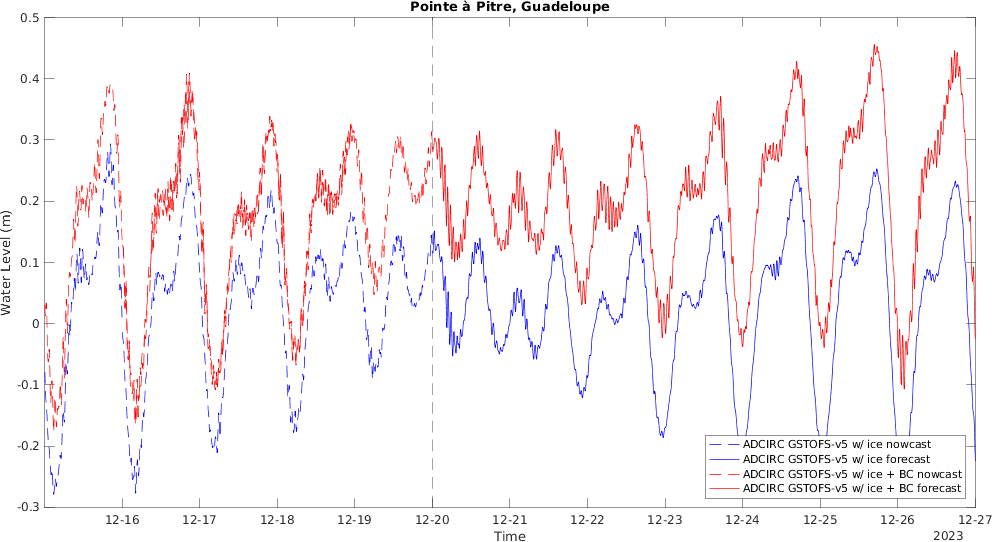 Pointe à Pitre, Guadeloupe
0.5
0.4
0.3
0.2
0.1
0
-0.1
-0.2
-0.3
Water Level (m)
ADCIRC GSTOFS-v5 w/ ice nowcast
ADCIRC GSTOFS-v5 w/ ice forecast
ADCIRC GSTOFS-v5 w/ ice + BC nowcast
ADCIRC GSTOFS-v5 w/ ice + BC forecast
12-16 12-17 12-18 12-19 12-20 12-21 12-22 12-23 12-24 12-25 12-26 12-27
Time
2023